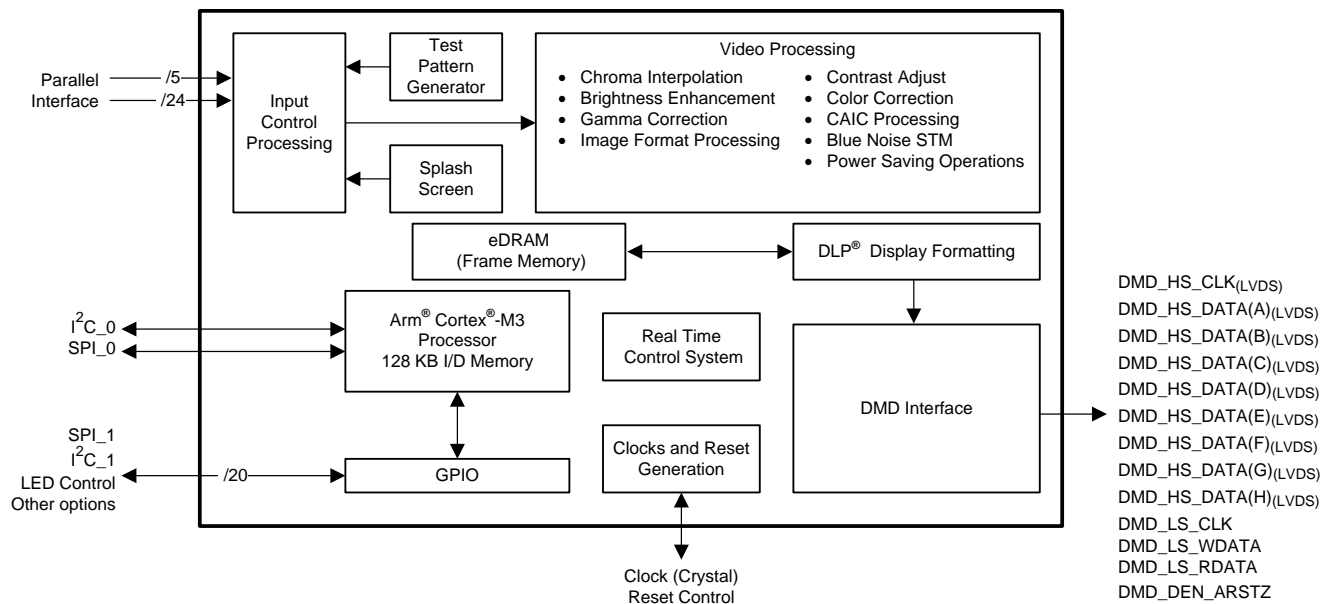 Parallel
Interface
/5
/24
Input
Control
Processing
Test
Pattern
Generator
Splash
Screen
Video Processing
• Chroma Interpolation
• Brightness Enhancement
• Gamma Correction
• Image Format Processing
• Contrast Adjust
• Color Correction
• CAIC Processing
• Blue Noise STM
• Power Saving Operations
eDRAM
(Frame Memory)
DLP® Display Formatting
I²C_0
SPI_0
Arm® Cortex®-M3
Processor
128 KB I/D Memory
Real Time
Control System
DMD Interface
SPI_1
I²C_1
LED Control
Other options
/20
GPIO
Clocks and Reset
Generation
Clock (Crystal)
Reset Control
DMD_HS_CLK(LVDS)
DMD_HS_DATA(A)(LVDS)
DMD_HS_DATA(B)(LVDS)
DMD_HS_DATA(C)(LVDS)
DMD_HS_DATA(D)(LVDS)
DMD_HS_DATA(E)(LVDS)
DMD_HS_DATA(F)(LVDS)
DMD_HS_DATA(G)(LVDS)
DMD_HS_DATA(H)(LVDS)
DMD_LS_CLK
DMD_LS_WDATA
DMD_LS_RDATA
DMD_DEN_ARSTZ